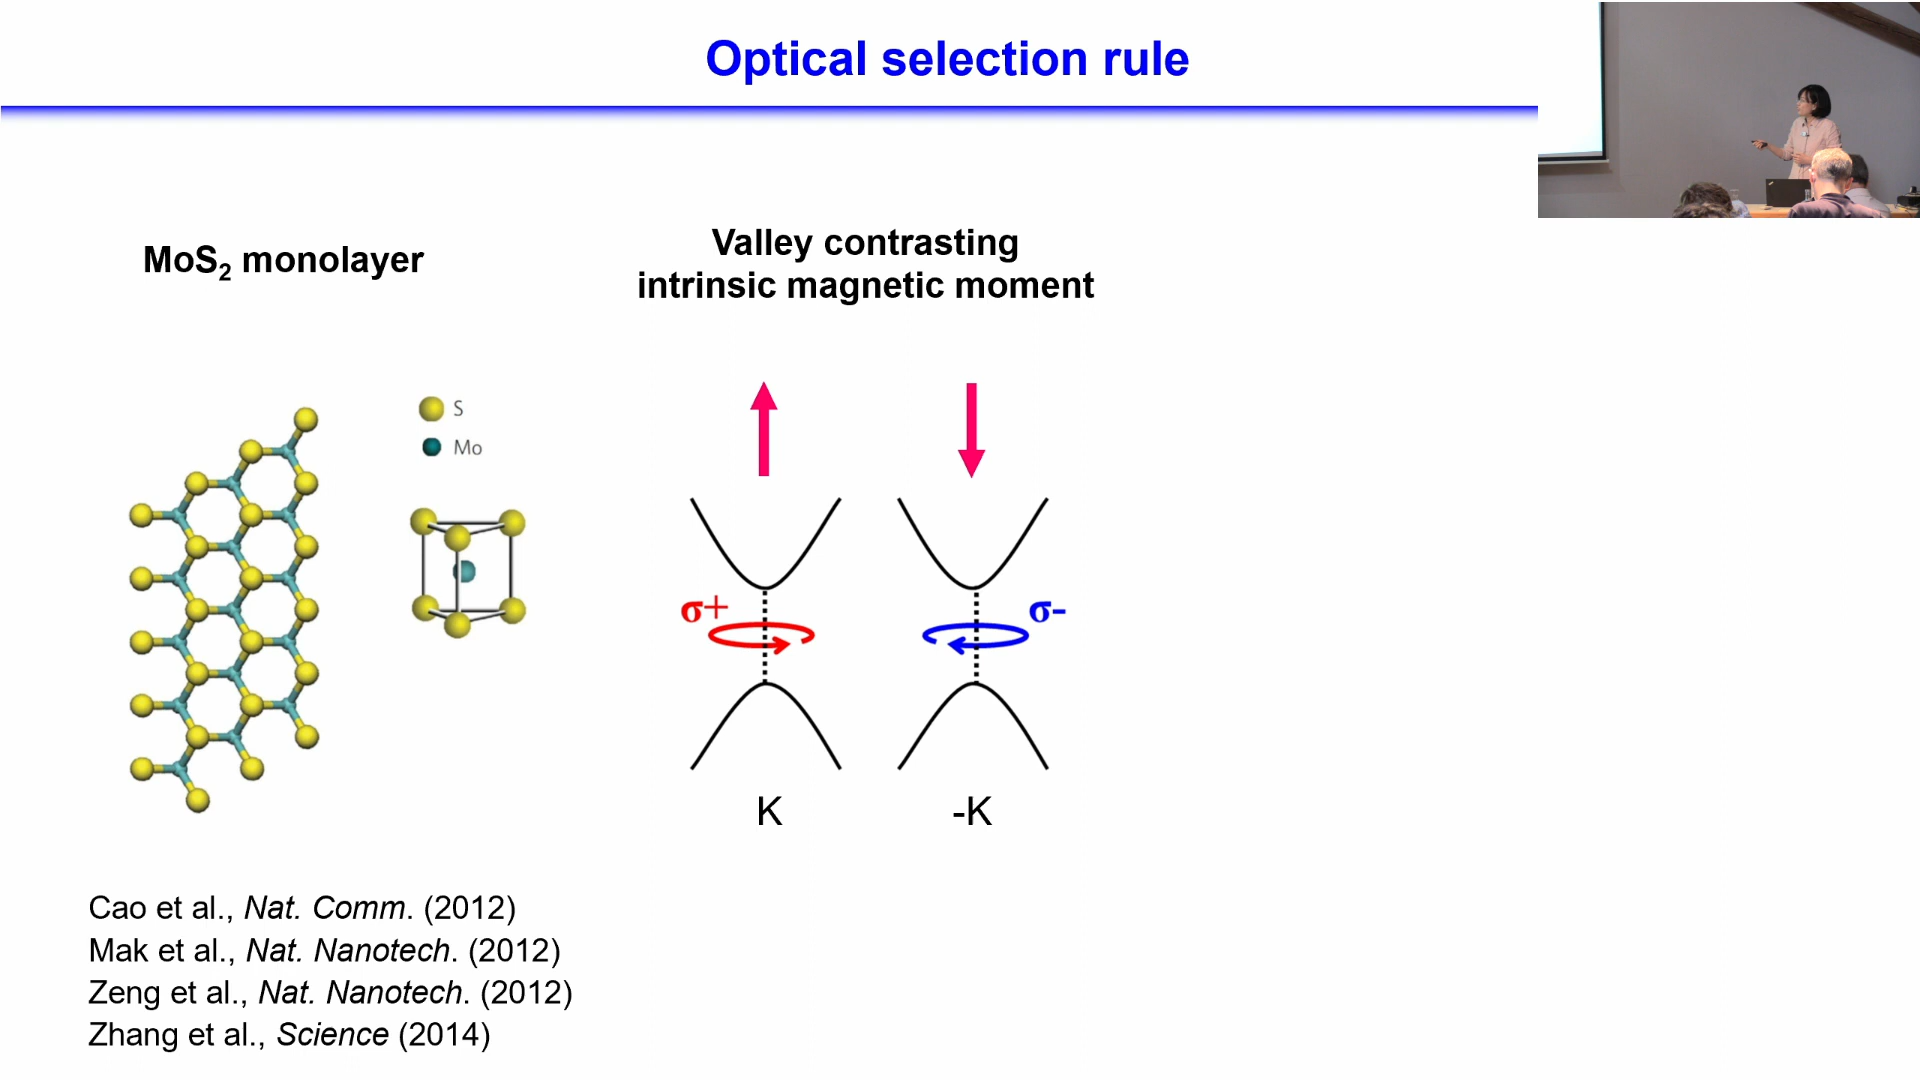 Optical selection rule
MoS₂ monolayer
Valley contrasting
intrinsic magnetic moment
S
Mo
σ+
σ-
K
-K
Cao et al., Nat. Comm. (2012)
Mak et al., Nat. Nanotech. (2012)
Zeng et al., Nat. Nanotech. (2012)
Zhang et al., Science (2014)